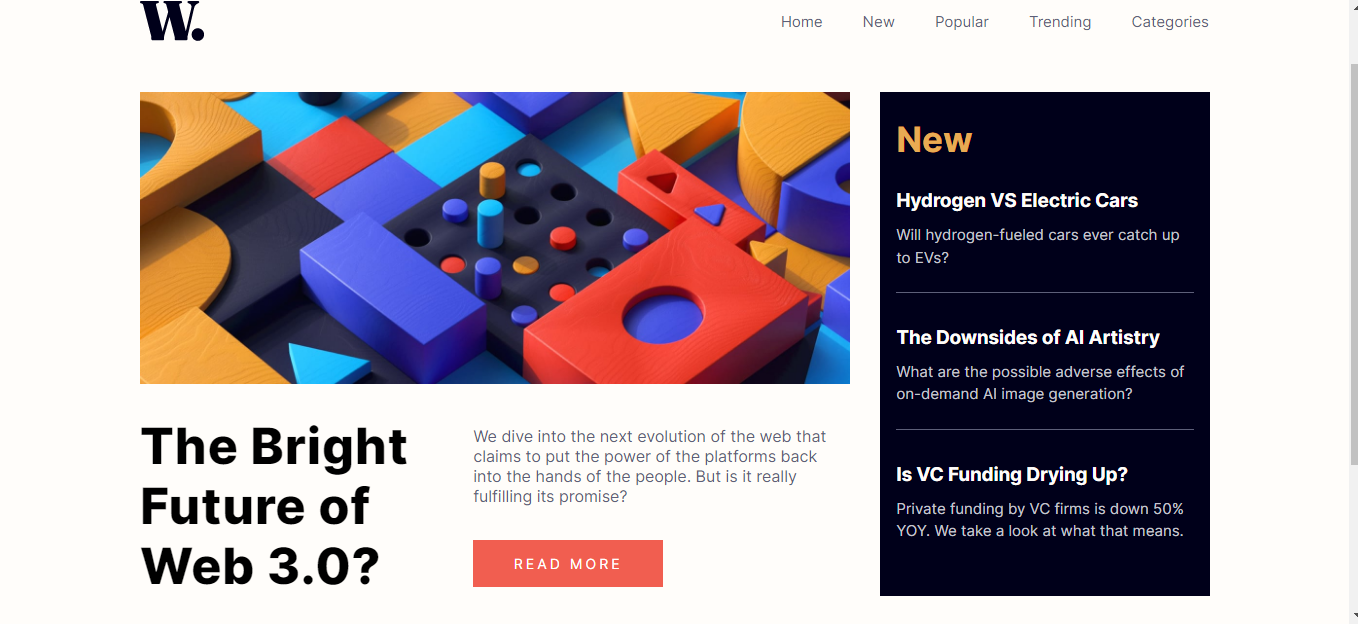 W.
Home New Popular Trending Categories
The Bright
Future of
Web 3.0?
We dive into the next evolution of the web that
claims to put the power of the platforms back
into the hands of the people. But is it really
fulfilling its promise?
READ MORE
New
Hydrogen VS Electric Cars
Will hydrogen-fueled cars ever catch up
to EVs?
The Downsides of AI Artistry
What are the possible adverse effects of
on-demand AI image generation?
Is VC Funding Drying Up?
Private funding by VC firms is down 50%
YOY. We take a look at what that means.